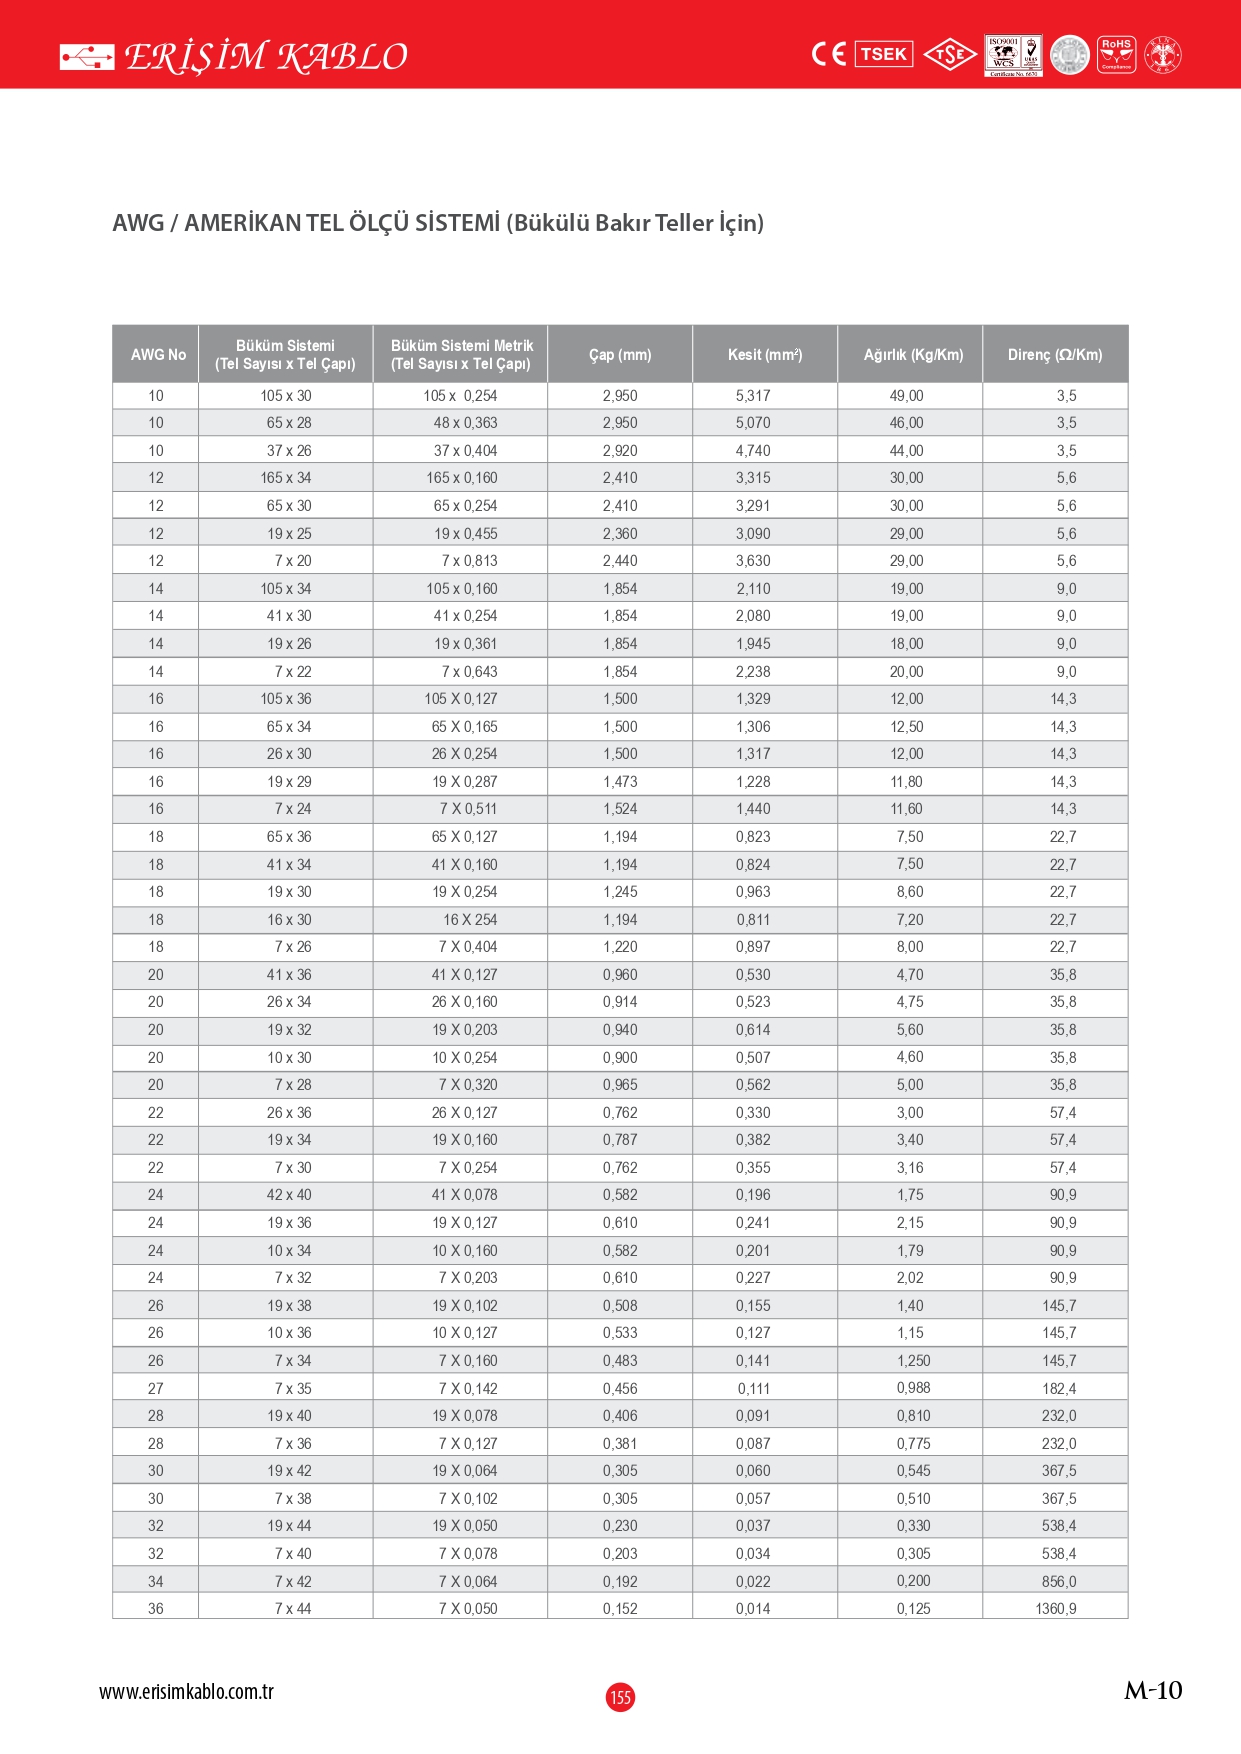 ERİŞİM KABLO
CE TSEK TSE ISO9001 WCS UKAS Certificate No. 6670 RoHS Compliance
AWG / AMERİKAN TEL ÖLÇÜ SİSTEMİ (Bükülü Bakır Teller İçin)
AWG No | Büküm Sistemi (Tel Sayısı x Tel Çapı) | Büküm Sistemi Metrik (Tel Sayısı x Tel Çapı) | Çap (mm) | Kesit (mm²) | Ağırlık (Kg/Km) | Direnç (Ω/Km)
10 105 x 30 105 x 0,254 2,950 5,317 49,00 3,5
10 65 x 28 48 x 0,363 2,950 5,070 46,00 3,5
10 37 x 26 37 x 0,404 2,920 4,740 44,00 3,5
12 165 x 34 165 x 0,160 2,410 3,315 30,00 5,6
12 65 x 30 65 x 0,254 2,410 3,291 30,00 5,6
12 19 x 25 19 x 0,455 2,360 3,090 29,00 5,6
12 7 x 20 7 x 0,813 2,440 3,630 29,00 5,6
14 105 x 34 105 x 0,160 1,854 2,110 19,00 9,0
14 41 x 30 41 x 0,254 1,854 2,080 19,00 9,0
14 19 x 26 19 x 0,361 1,854 1,945 18,00 9,0
14 7 x 22 7 x 0,643 1,854 2,238 20,00 9,0
16 105 x 36 105 X 0,127 1,500 1,329 12,00 14,3
16 65 x 34 65 X 0,165 1,500 1,306 12,50 14,3
16 26 x 30 26 X 0,254 1,500 1,317 12,00 14,3
16 19 x 29 19 X 0,287 1,473 1,228 11,80 14,3
16 7 x 24 7 X 0,511 1,524 1,440 11,60 14,3
18 65 x 36 65 X 0,127 1,194 0,823 7,50 22,7
18 41 x 34 41 X 0,160 1,194 0,824 7,50 22,7
18 19 x 30 19 X 0,254 1,245 0,963 8,60 22,7
18 16 x 30 16 X 254 1,194 0,811 7,20 22,7
18 7 x 26 7 X 0,404 1,220 0,897 8,00 22,7
20 41 x 36 41 X 0,127 0,960 0,530 4,70 35,8
20 26 x 34 26 X 0,160 0,914 0,523 4,75 35,8
20 19 x 32 19 X 0,203 0,940 0,614 5,60 35,8
20 10 x 30 10 X 0,254 0,900 0,507 4,60 35,8
20 7 x 28 7 X 0,320 0,965 0,562 5,00 35,8
22 26 x 36 26 X 0,127 0,762 0,330 3,00 57,4
22 19 x 34 19 X 0,160 0,787 0,382 3,40 57,4
22 7 x 30 7 X 0,254 0,762 0,355 3,16 57,4
24 42 x 40 41 X 0,078 0,582 0,196 1,75 90,9
24 19 x 36 19 X 0,127 0,610 0,241 2,15 90,9
24 10 x 34 10 X 0,160 0,582 0,201 1,79 90,9
24 7 x 32 7 X 0,203 0,610 0,227 2,02 90,9
26 19 x 38 19 X 0,102 0,508 0,155 1,40 145,7
26 10 x 36 10 X 0,127 0,533 0,127 1,15 145,7
26 7 x 34 7 X 0,160 0,483 0,141 1,250 145,7
27 7 x 35 7 X 0,142 0,456 0,111 0,988 182,4
28 19 x 40 19 X 0,078 0,406 0,091 0,810 232,0
28 7 x 36 7 X 0,127 0,381 0,087 0,775 232,0
30 19 x 42 19 X 0,064 0,305 0,060 0,545 367,5
30 7 x 38 7 X 0,102 0,305 0,057 0,510 367,5
32 19 x 44 19 X 0,050 0,230 0,037 0,330 538,4
32 7 x 40 7 X 0,078 0,203 0,034 0,305 538,4
34 7 x 42 7 X 0,064 0,192 0,022 0,200 856,0
36 7 x 44 7 X 0,050 0,152 0,014 0,125 1360,9
www.erisimkablo.com.tr 155 M-10